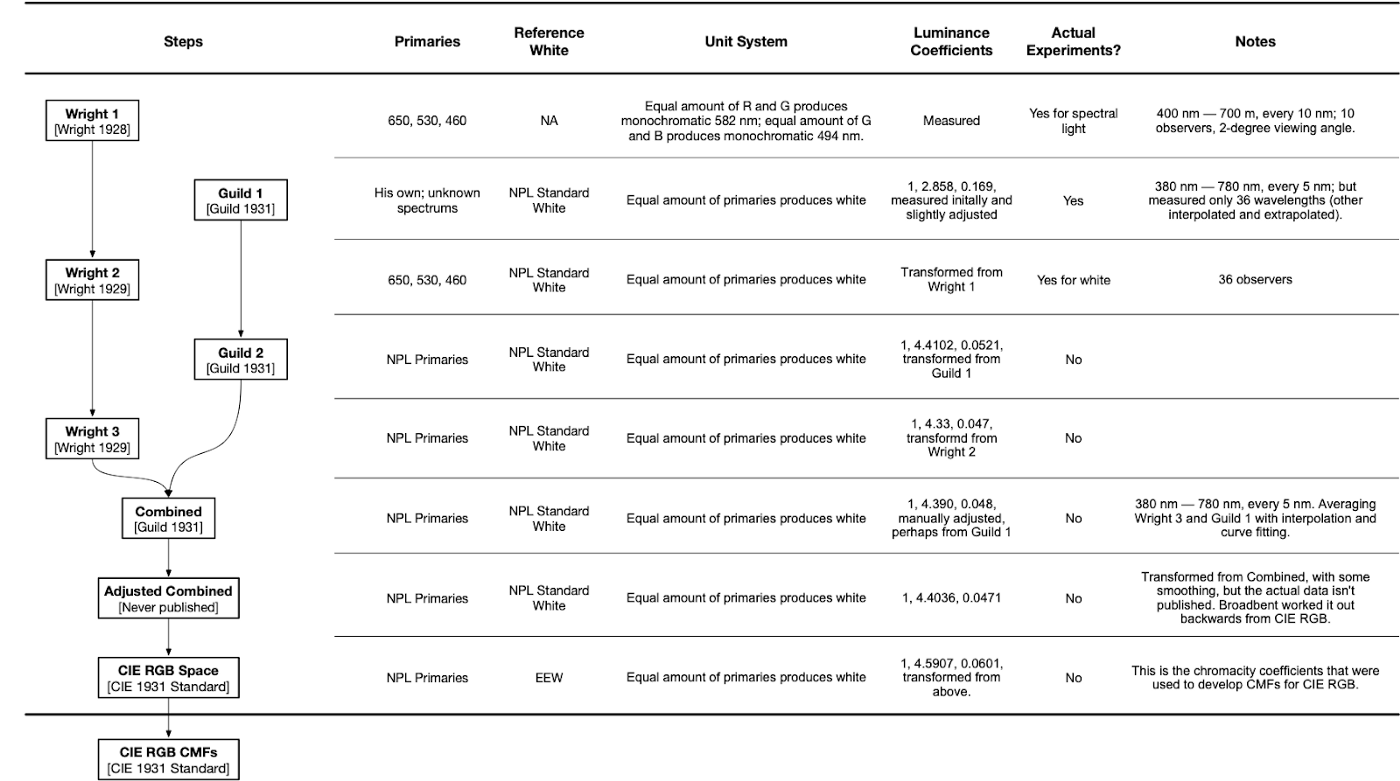 Steps
Primaries
Reference
White
Unit System
Luminance
Coefficients
Actual
Experiments?
Notes
Wright 1
[Wright 1928]
650, 530, 460
NA
Equal amount of R and G produces
monochromatic 582 nm; equal amount of G
and B produces monochromatic 494 nm.
Measured
Yes for spectral
light
400 nm — 700 m, every 10 nm; 10
observers, 2-degree viewing angle.
Guild 1
[Guild 1931]
His own; unknown
spectrums
NPL Standard
White
Equal amount of primaries produces white
1, 2.858, 0.169,
measured initally and
slightly adjusted
Yes
380 nm — 780 nm, every 5 nm; but
measured only 36 wavelengths (other
interpolated and extrapolated).
Wright 2
[Wright 1929]
650, 530, 460
NPL Standard
White
Equal amount of primaries produces white
Transformed from
Wright 1
Yes for white
36 observers
Guild 2
[Guild 1931]
NPL Primaries
NPL Standard
White
Equal amount of primaries produces white
1, 4.4102, 0.0521,
transformed from
Guild 1
No
Wright 3
[Wright 1929]
NPL Primaries
NPL Standard
White
Equal amount of primaries produces white
1, 4.33, 0.047,
transformd from
Wright 2
No
Combined
[Guild 1931]
NPL Primaries
NPL Standard
White
Equal amount of primaries produces white
1, 4.390, 0.048,
manually adjusted,
perhaps from Guild 1
No
380 nm — 780 nm, every 5 nm. Averaging
Wright 3 and Guild 1 with interpolation and
curve fitting.
Adjusted Combined
[Never published]
NPL Primaries
NPL Standard
White
Equal amount of primaries produces white
1, 4.4036, 0.0471
No
Transformed from Combined, with some
smoothing, but the actual data isn't
published. Broadbent worked it out
backwards from CIE RGB.
CIE RGB Space
[CIE 1931 Standard]
NPL Primaries
EEW
Equal amount of primaries produces white
1, 4.5907, 0.0601,
transformed from
above.
No
This is the chromacity coefficients that were
used to develop CMFs for CIE RGB.
CIE RGB CMFs
[CIE 1931 Standard]